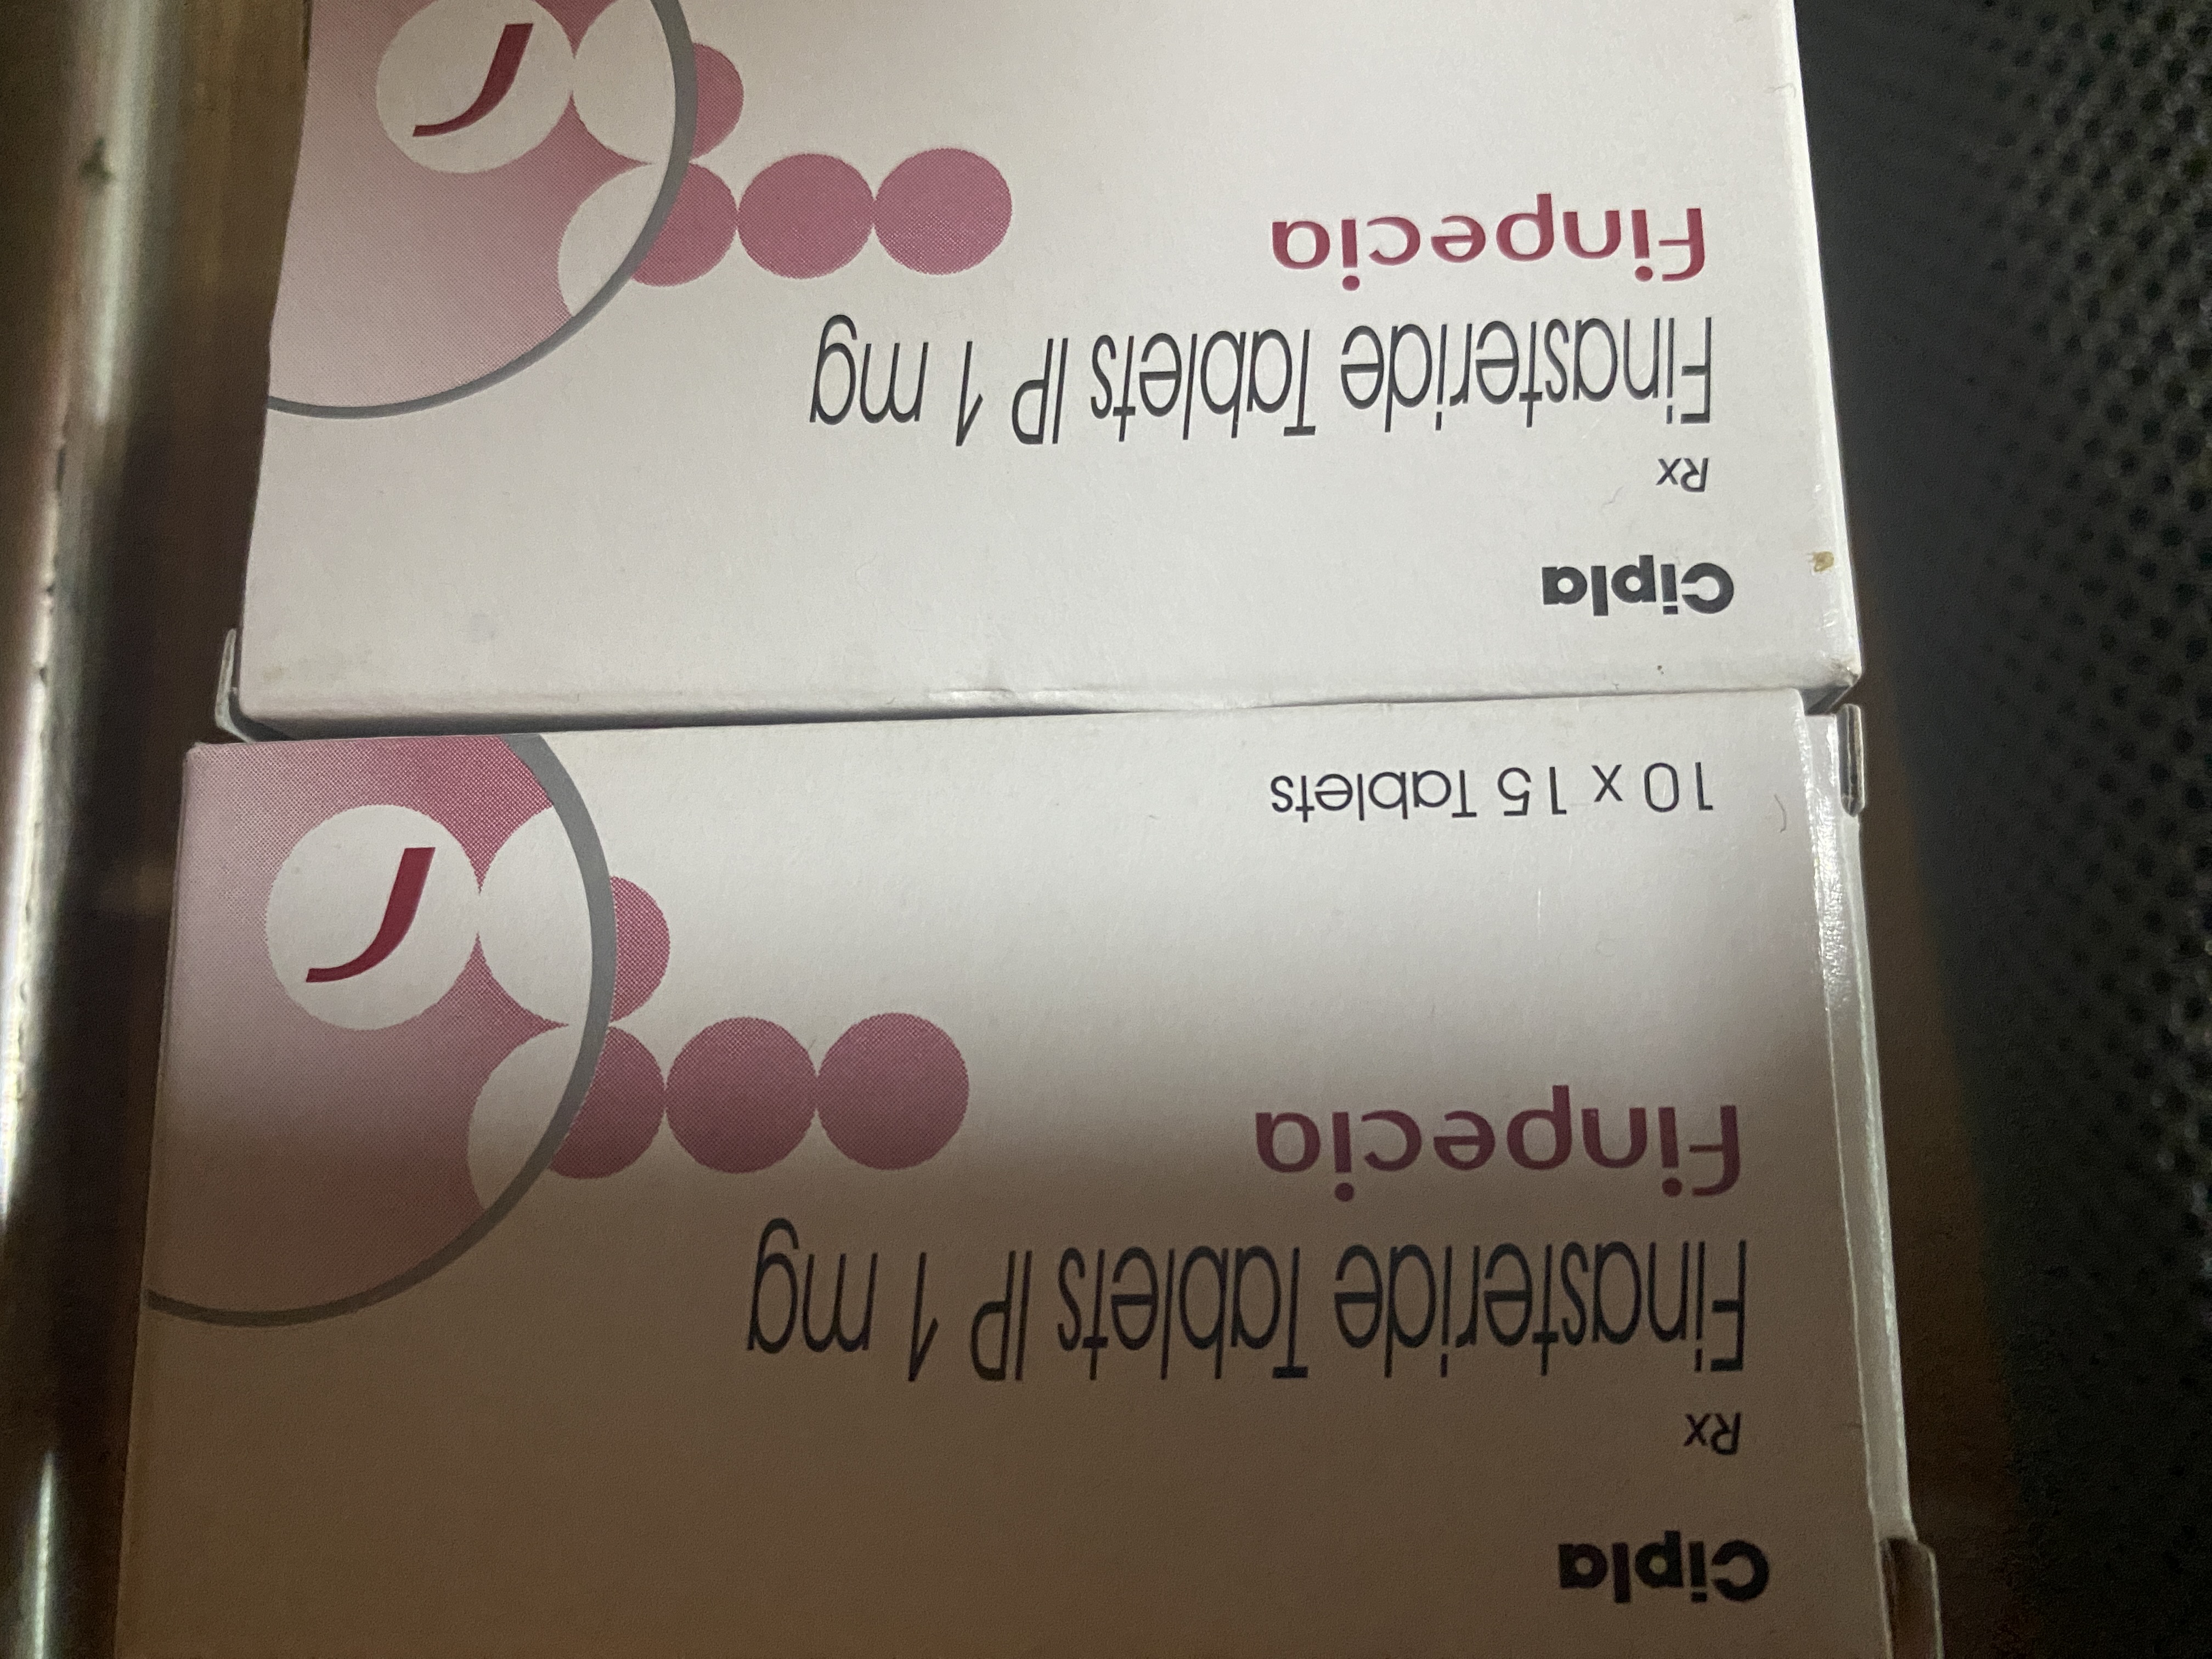 Cipla
Rx
Finasteride Tablets IP 1 mg
Finpecia
10 x 15 Tablets
Cipla
Rx
Finasteride Tablets IP 1 mg
Finpecia